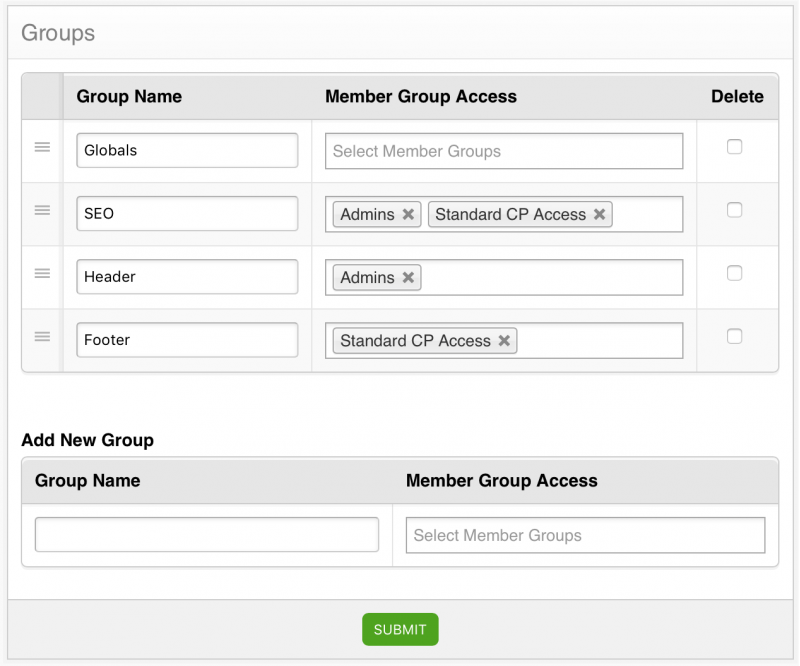 Groups
Group Name Member Group Access Delete
Globals Select Member Groups
SEO Admins Standard CP Access
Header Admins
Footer Standard CP Access
Add New Group
Group Name Member Group Access
Select Member Groups
SUBMIT